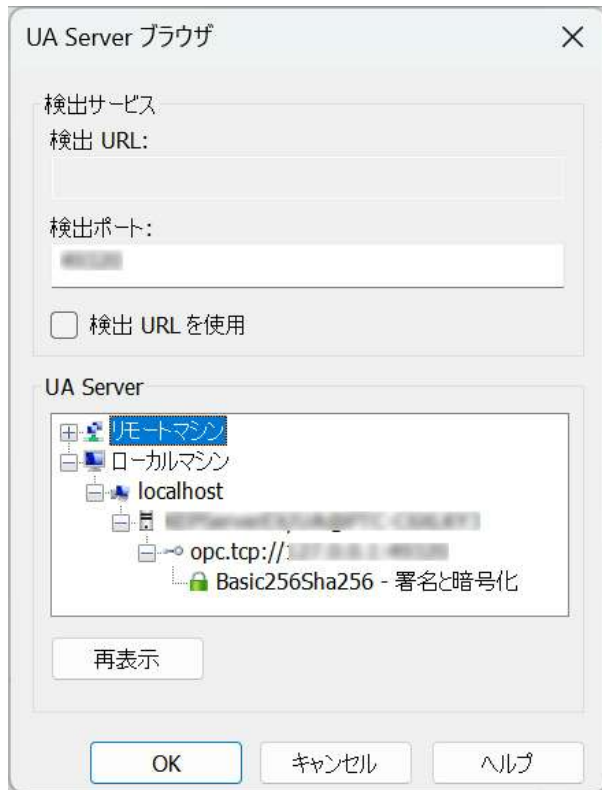 UA Server ブラウザ
検出サービス
検出 URL:
検出ポート:
検出 URL を使用
UA Server
リモートマシン
ローカルマシン
localhost
opc.tcp://
Basic256Sha256 - 署名と暗号化
再表示
OK
キャンセル
ヘルプ